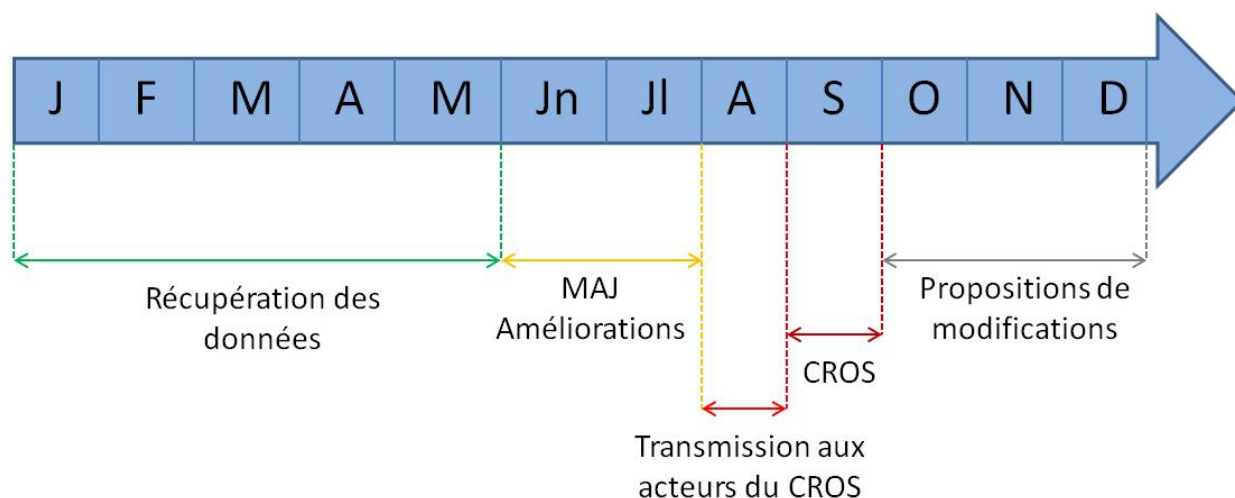 J F M A M Jn Jl A S O N D
Récupération des
données
MAJ
Améliorations
Propositions de
modifications
CROS
Transmission aux
acteurs du CROS